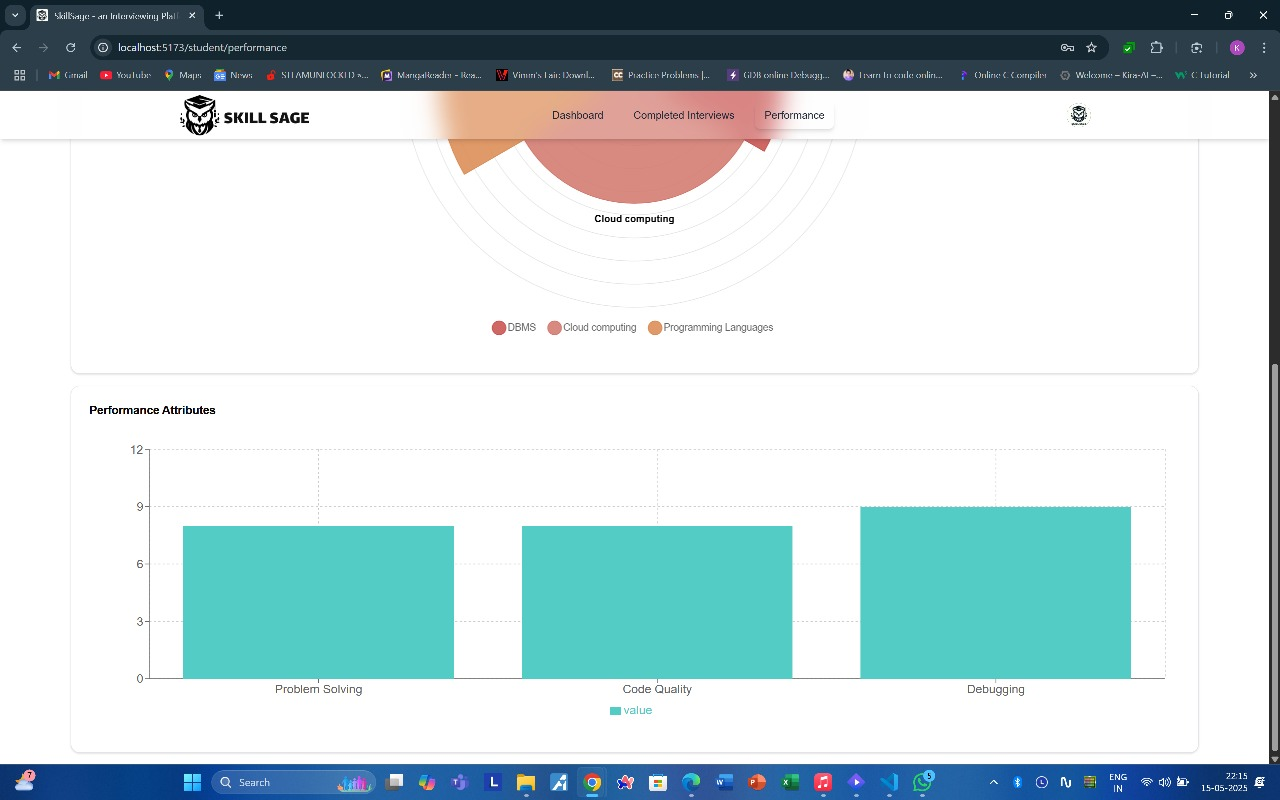 SkillSage - an Interviewing Platf
localhost:5173/student/performance
Gmail
YouTube
Maps
News
STEAMUNLOCKED »...
MangaReader - Rea...
Vimm's Lair: Downl...
Practice Problems |...
GDB online Debugg...
Learn to code onlin...
Online C Compiler
Welcome – Kira-AI –...
C Tutorial
K
SKILL SAGE
Dashboard
Completed Interviews
Performance
Cloud computing
DBMS
Cloud computing
Programming Languages
Performance Attributes
12
9
6
3
0
Problem Solving
Code Quality
Debugging
value
7
Search
L
5
ENG
IN
22:15
15-05-2025